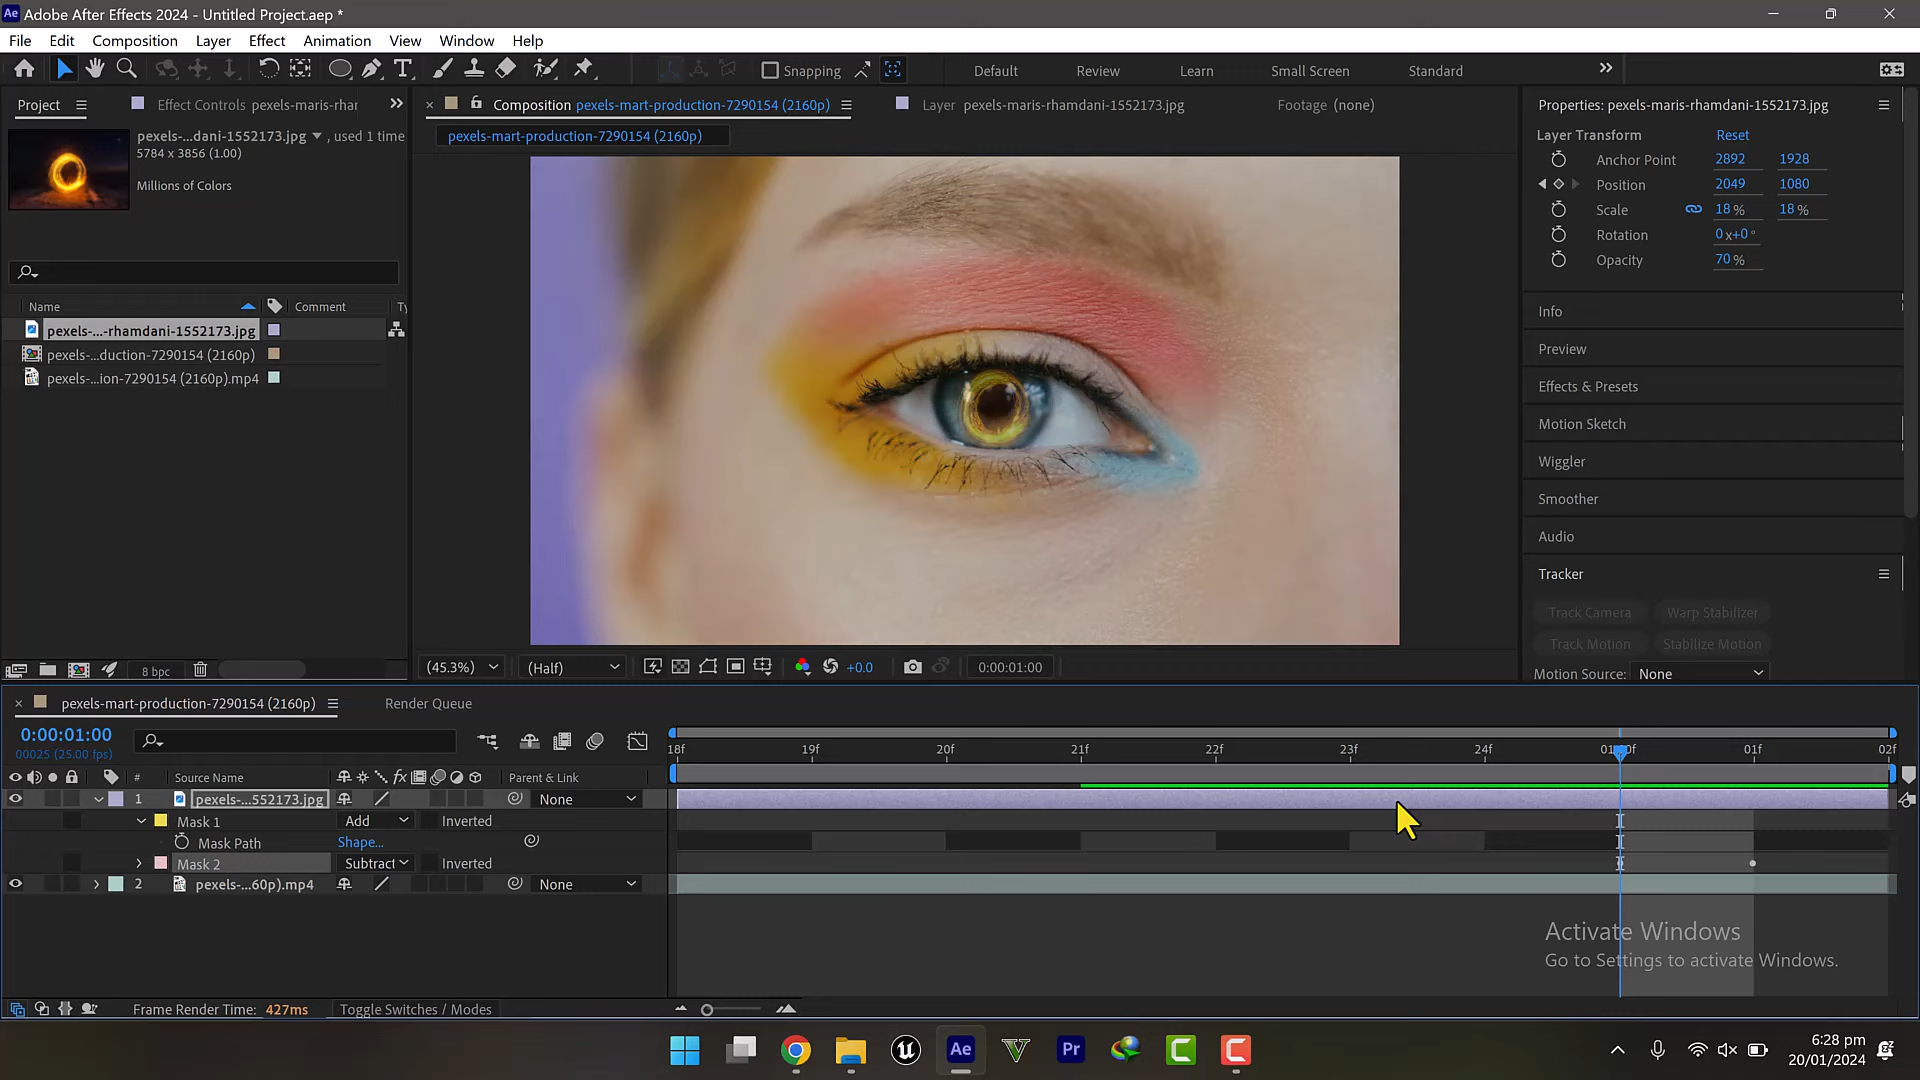 Adobe After Effects 2024 - Untitled Project.aep *
File Edit Composition Layer Effect Animation View Window Help
Snapping Default Review Learn Small Screen Standard
Project Effect Controls pexels-maris-rhar
Composition pexels-mart-production-7290154 (2160p) Layer pexels-maris-rhamdani-1552173.jpg Footage (none)
Properties: pexels-maris-rhamdani-1552173.jpg
pexels-mart-production-7290154 (2160p)
pexels-...dani-1552173.jpg , used 1 time
5784 x 3856 (1.00)
Millions of Colors
Layer Transform Reset
Anchor Point 2892 1928
Position 2049 1080
Scale 18 % 18 %
Rotation 0 x+0 °
Opacity 70 %
Info
Preview
Effects & Presets
Motion Sketch
Wiggler
Smoother
Audio
Tracker
Track Camera Warp Stabilizer
Track Motion Stabilize Motion
Motion Source: None
Name Comment Ty
pexels-...-rhamdani-1552173.jpg
pexels-...duction-7290154 (2160p)
pexels-...ion-7290154 (2160p).mp4
8 bpc
(45.3%) (Half) +0.0 0:00:01:00
pexels-mart-production-7290154 (2160p) Render Queue
0:00:01:00
00025 (25.00 fps)
18f 19f 20f 21f 22f 23f 24f 01:00f 01f 02f
# Source Name fx Parent & Link
1 pexels-...552173.jpg None
Mask 1 Add Inverted
Mask Path Shape...
Mask 2 Subtract Inverted
2 pexels-...60p).mp4 None
Activate Windows
Go to Settings to activate Windows.
Frame Render Time: 427ms Toggle Switches / Modes
Ae
Pr
6:28 pm
20/01/2024